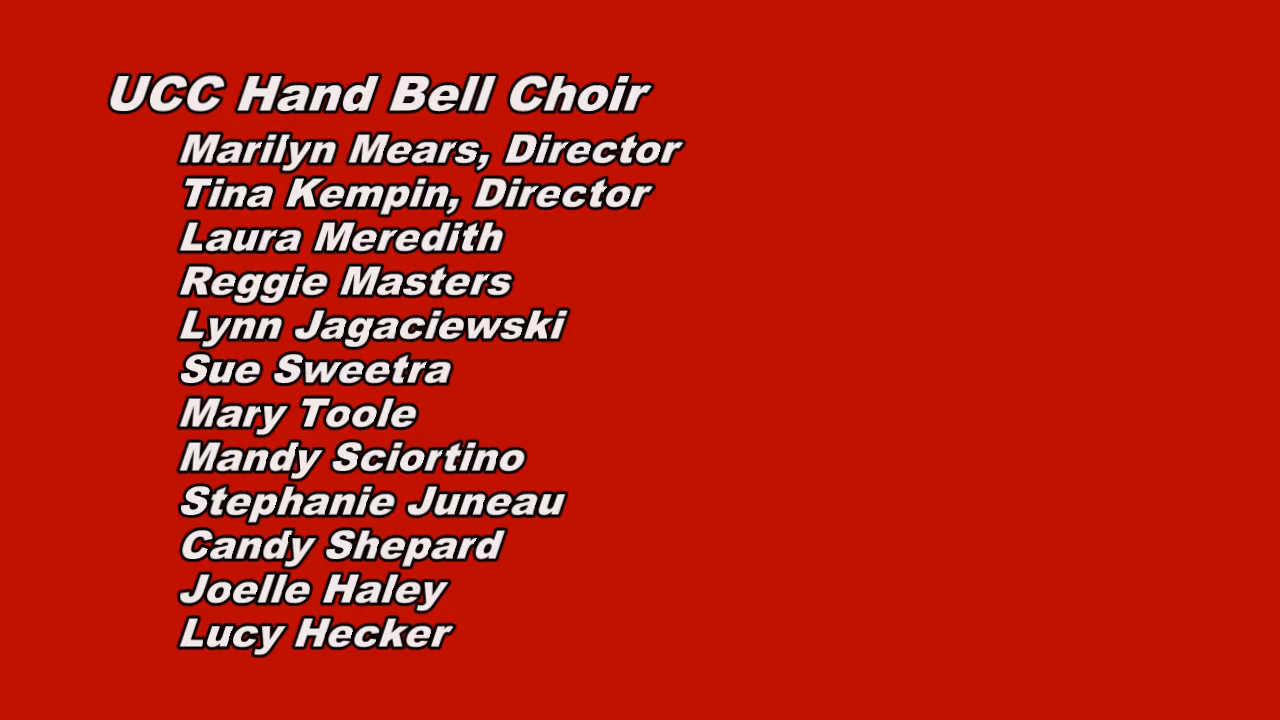 UCC Hand Bell Choir
Marilyn Mears, Director
Tina Kempin, Director
Laura Meredith
Reggie Masters
Lynn Jagaciewski
Sue Sweetra
Mary Toole
Mandy Sciortino
Stephanie Juneau
Candy Shepard
Joelle Haley
Lucy Hecker